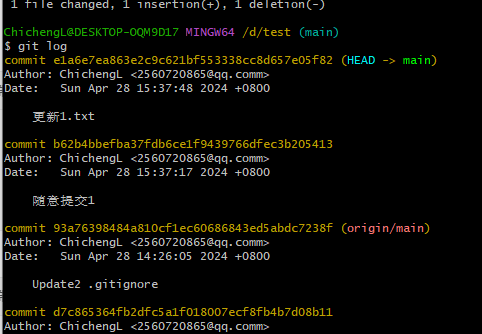 1 file changed, 1 insertion(+), 1 deletion(-)
ChichengL@DESKTOP-OQM9D17 MINGW64 /d/test (main)
$ git log
commit e1a6e7ea863e2c9c621bf553338cc8d657e05f82 (HEAD -> main)
Author: ChichengL <2560720865@qq.comm>
Date:   Sun Apr 28 15:37:48 2024 +0800
更新1.txt
commit b62b4bbefba37fdb6ce1f9439766dfec3b205413
Author: ChichengL <2560720865@qq.comm>
Date:   Sun Apr 28 15:37:17 2024 +0800
随意提交1
commit 93a76398484a810cf1ec60686843ed5abdc7238f (origin/main)
Author: ChichengL <2560720865@qq.comm>
Date:   Sun Apr 28 14:26:05 2024 +0800
Update2 .gitignore
commit d7c865364fb2dfc5a1f018007ecf8fb4b7d08b11
Author: ChichengL <2560720865@qq.comm>